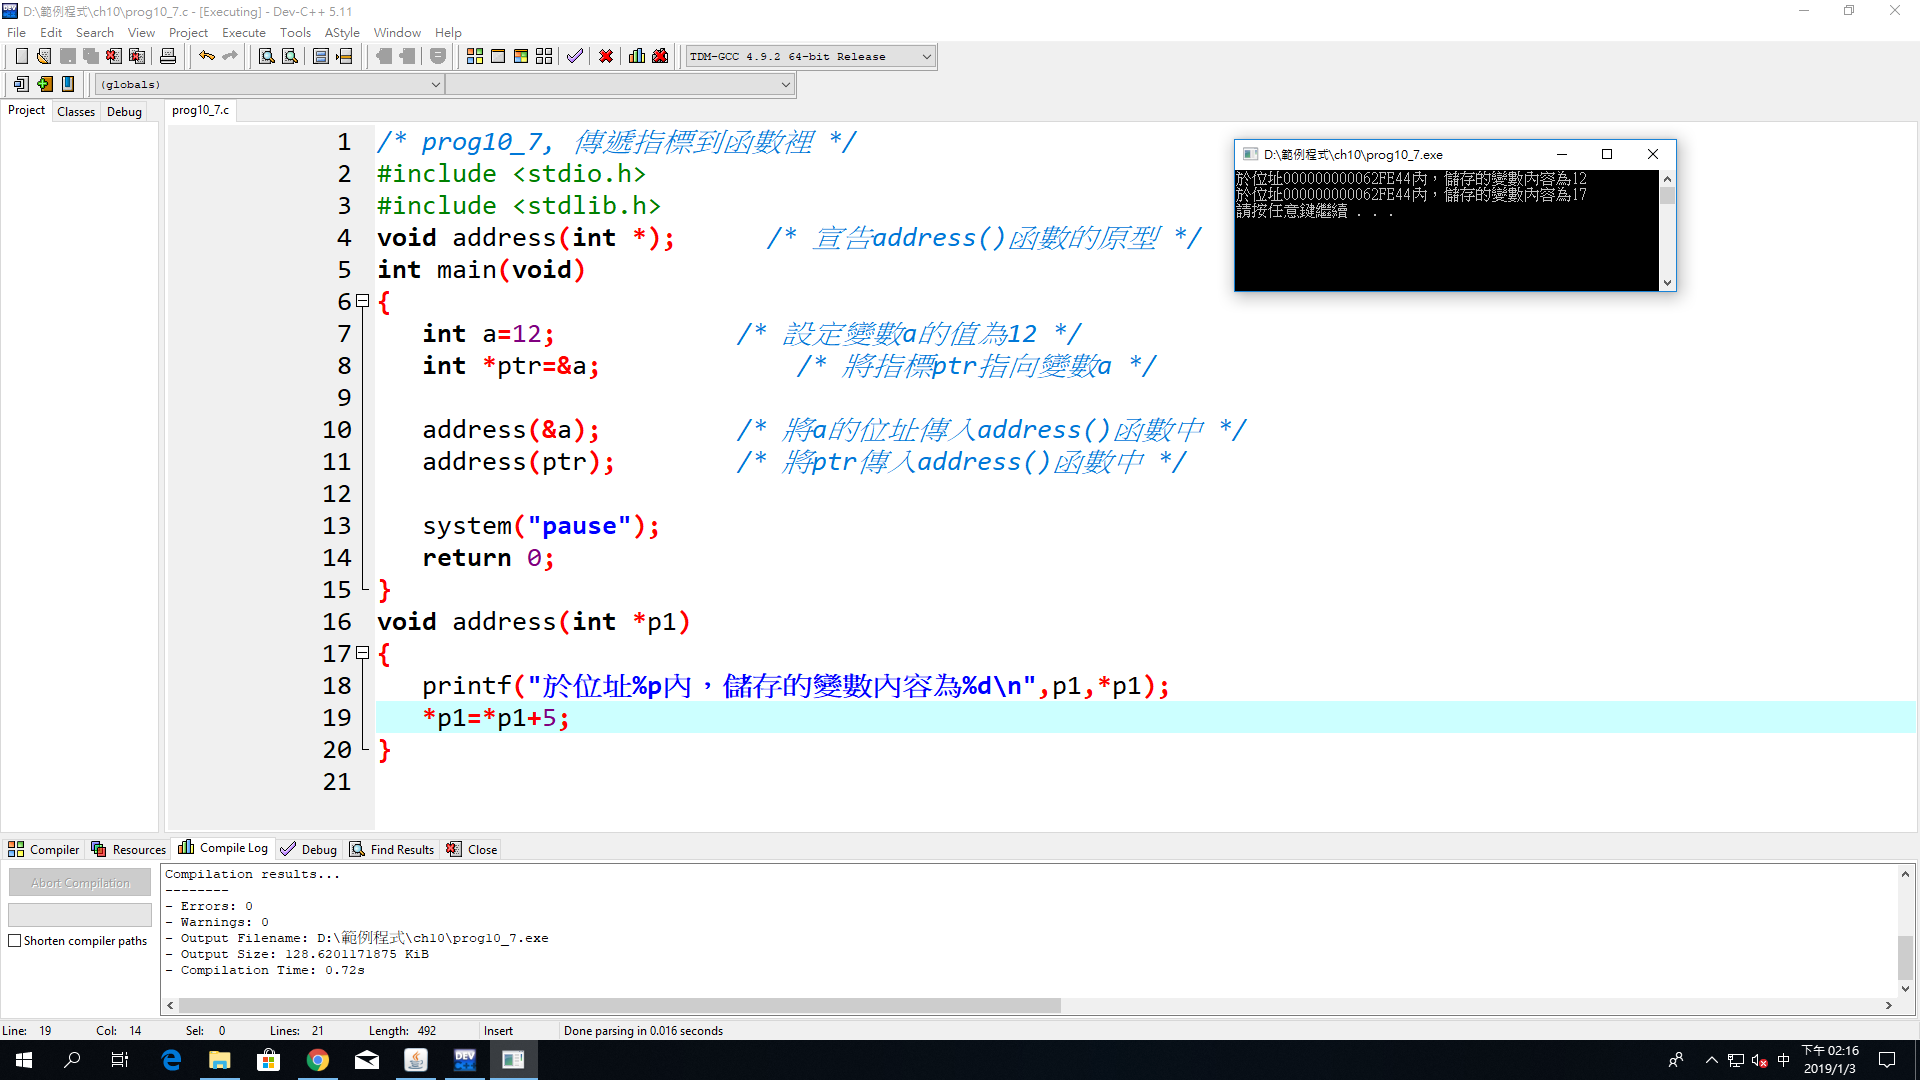 D:\範例程式\ch10\prog10_7.c - [Executing] - Dev-C++ 5.11
File Edit Search View Project Execute Tools AStyle Window Help
TDM-GCC 4.9.2 64-bit Release
(globals)
Project Classes Debug prog10_7.c
1 /* prog10_7, 傳遞指標到函數裡 */
2 #include <stdio.h>
3 #include <stdlib.h>
4 void address(int *); /* 宣告address()函數的原型 */
5 int main(void)
6 {
7 int a=12; /* 設定變數a的值為12 */
8 int *ptr=&a; /* 將指標ptr指向變數a */
9
10 address(&a); /* 將a的位址傳入address()函數中 */
11 address(ptr); /* 將ptr傳入address()函數中 */
12
13 system("pause");
14 return 0;
15 }
16 void address(int *p1)
17 {
18 printf("於位址%p內，儲存的變數內容為%d\n",p1,*p1);
19 *p1=*p1+5;
20 }
21
D:\範例程式\ch10\prog10_7.exe
於位址000000000062FE44內，儲存的變數內容為12
於位址000000000062FE44內，儲存的變數內容為17
請按任意鍵繼續 . . .
Compiler Resources Compile Log Debug Find Results Close
Abort Compilation
Shorten compiler paths
Compilation results...
--------
- Errors: 0
- Warnings: 0
- Output Filename: D:\範例程式\ch10\prog10_7.exe
- Output Size: 128.6201171875 KiB
- Compilation Time: 0.72s
Line: 19 Col: 14 Sel: 0 Lines: 21 Length: 492 Insert Done parsing in 0.016 seconds
DEV C++
中
下午 02:16
2019/1/3